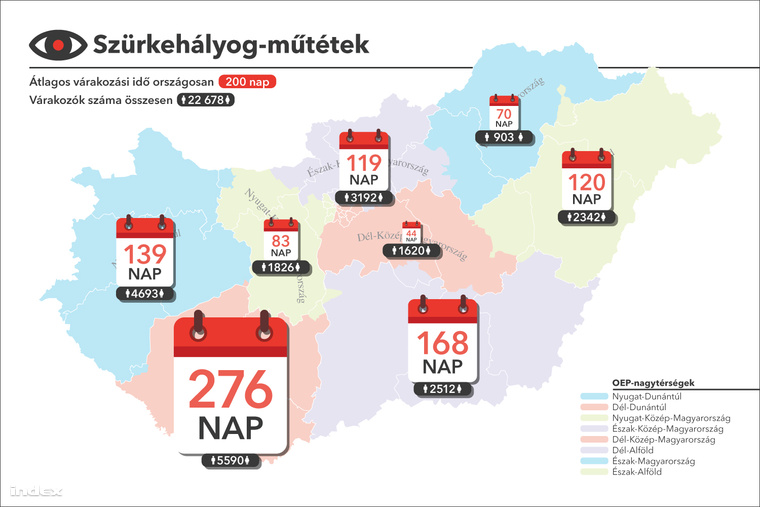 Szürkehályog-műtétek
Átlagos várakozási idő országosan 200 nap
Várakozók száma összesen 22 678
70
NAP
903
119
NAP
3192
120
NAP
2342
139
NAP
4693
83
NAP
1826
44
NAP
1620
Dél-Közép-Magyarország
168
NAP
2512
276
NAP
5590
OEP-nagytérségek
Nyugat-Dunántúl
Dél-Dunántúl
Nyugat-Közép-Magyarország
Észak-Közép-Magyarország
Dél-Közép-Magyarország
Dél-Alföld
Észak-Magyarország
Észak-Alföld
index